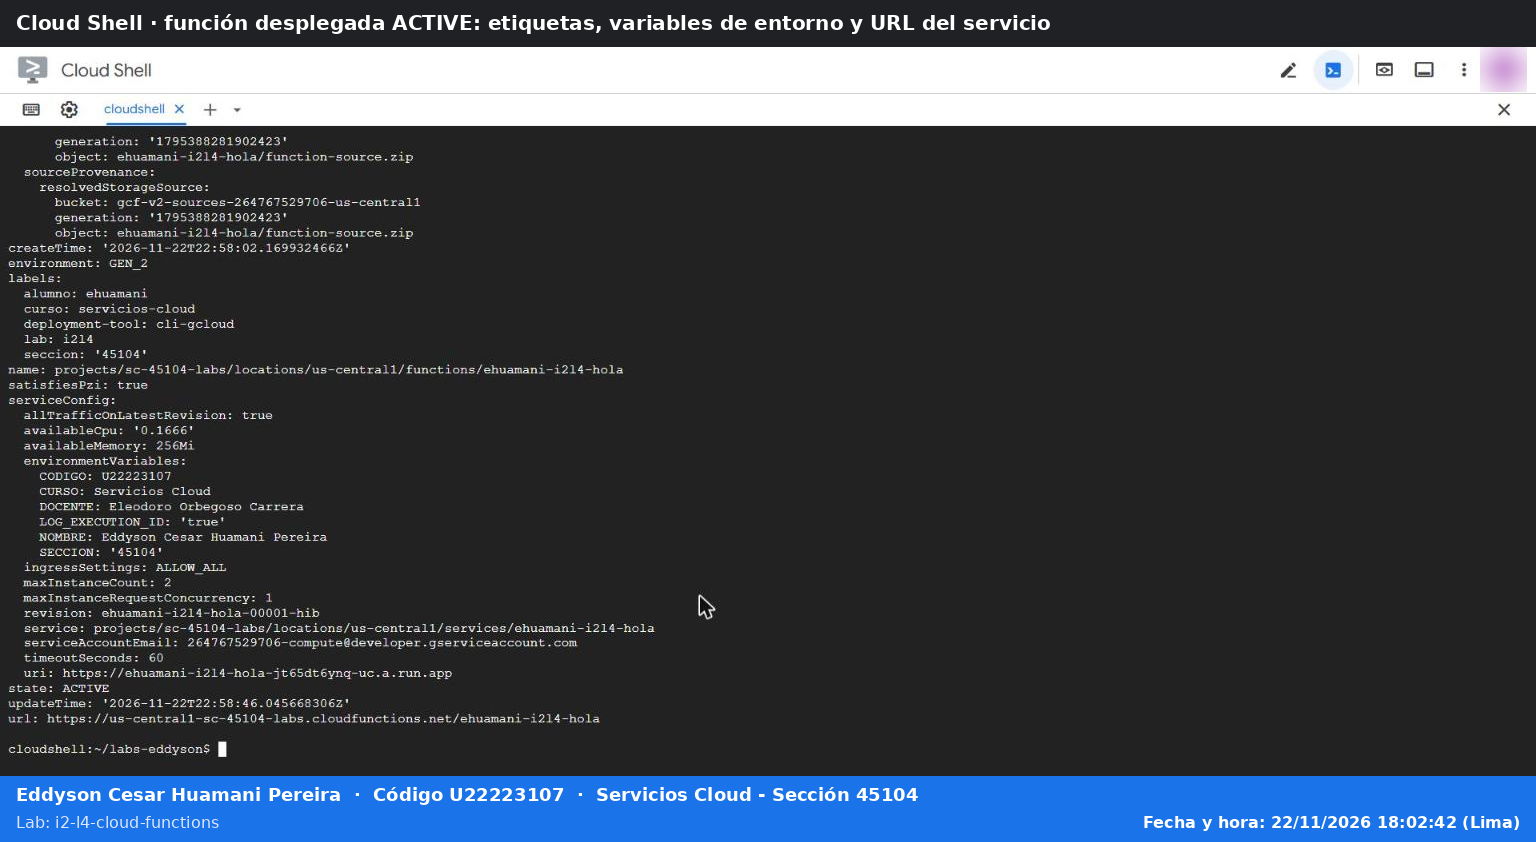 Cloud Shell · función desplegada ACTIVE: etiquetas, variables de entorno y URL del servicio
Cloud Shell
cloudshell
generation: '1795388281902423'
object: ehuamani-i2l4-hola/function-source.zip
sourceProvenance:
resolvedStorageSource:
bucket: gcf-v2-sources-264767529706-us-central1
generation: '1795388281902423'
object: ehuamani-i2l4-hola/function-source.zip
createTime: '2026-11-22T22:58:02.169932466Z'
environment: GEN_2
labels:
alumno: ehuamani
curso: servicios-cloud
deployment-tool: cli-gcloud
lab: i2l4
seccion: '45104'
name: projects/sc-45104-labs/locations/us-central1/functions/ehuamani-i2l4-hola
satisfiesPzi: true
serviceConfig:
allTrafficOnLatestRevision: true
availableCpu: '0.1666'
availableMemory: 256Mi
environmentVariables:
CODIGO: U22223107
CURSO: Servicios Cloud
DOCENTE: Eleodoro Orbegoso Carrera
LOG_EXECUTION_ID: 'true'
NOMBRE: Eddyson Cesar Huamani Pereira
SECCION: '45104'
ingressSettings: ALLOW_ALL
maxInstanceCount: 2
maxInstanceRequestConcurrency: 1
revision: ehuamani-i2l4-hola-00001-hib
service: projects/sc-45104-labs/locations/us-central1/services/ehuamani-i2l4-hola
serviceAccountEmail: 264767529706-compute@developer.gserviceaccount.com
timeoutSeconds: 60
uri: https://ehuamani-i2l4-hola-jt65dt6ynq-uc.a.run.app
state: ACTIVE
updateTime: '2026-11-22T22:58:46.045668306Z'
url: https://us-central1-sc-45104-labs.cloudfunctions.net/ehuamani-i2l4-hola
cloudshell:~/labs-eddyson$
Eddyson Cesar Huamani Pereira · Código U22223107 · Servicios Cloud - Sección 45104
Lab: i2-l4-cloud-functions
Fecha y hora: 22/11/2026 18:02:42 (Lima)